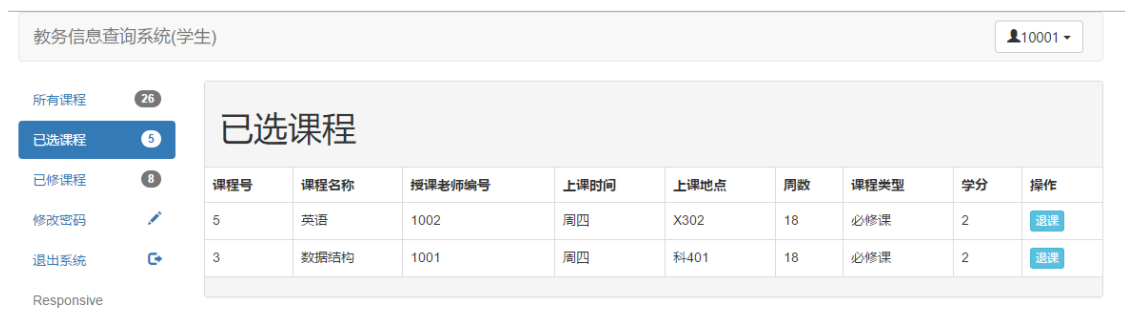 教务信息查询系统(学生)
10001
所有课程 26
已选课程 5
已修课程 8
修改密码
退出系统
Responsive
已选课程
课程号 课程名称 授课老师编号 上课时间 上课地点 周数 课程类型 学分 操作
5 英语 1002 周四 X302 18 必修课 2 退课
3 数据结构 1001 周四 科401 18 必修课 2 退课